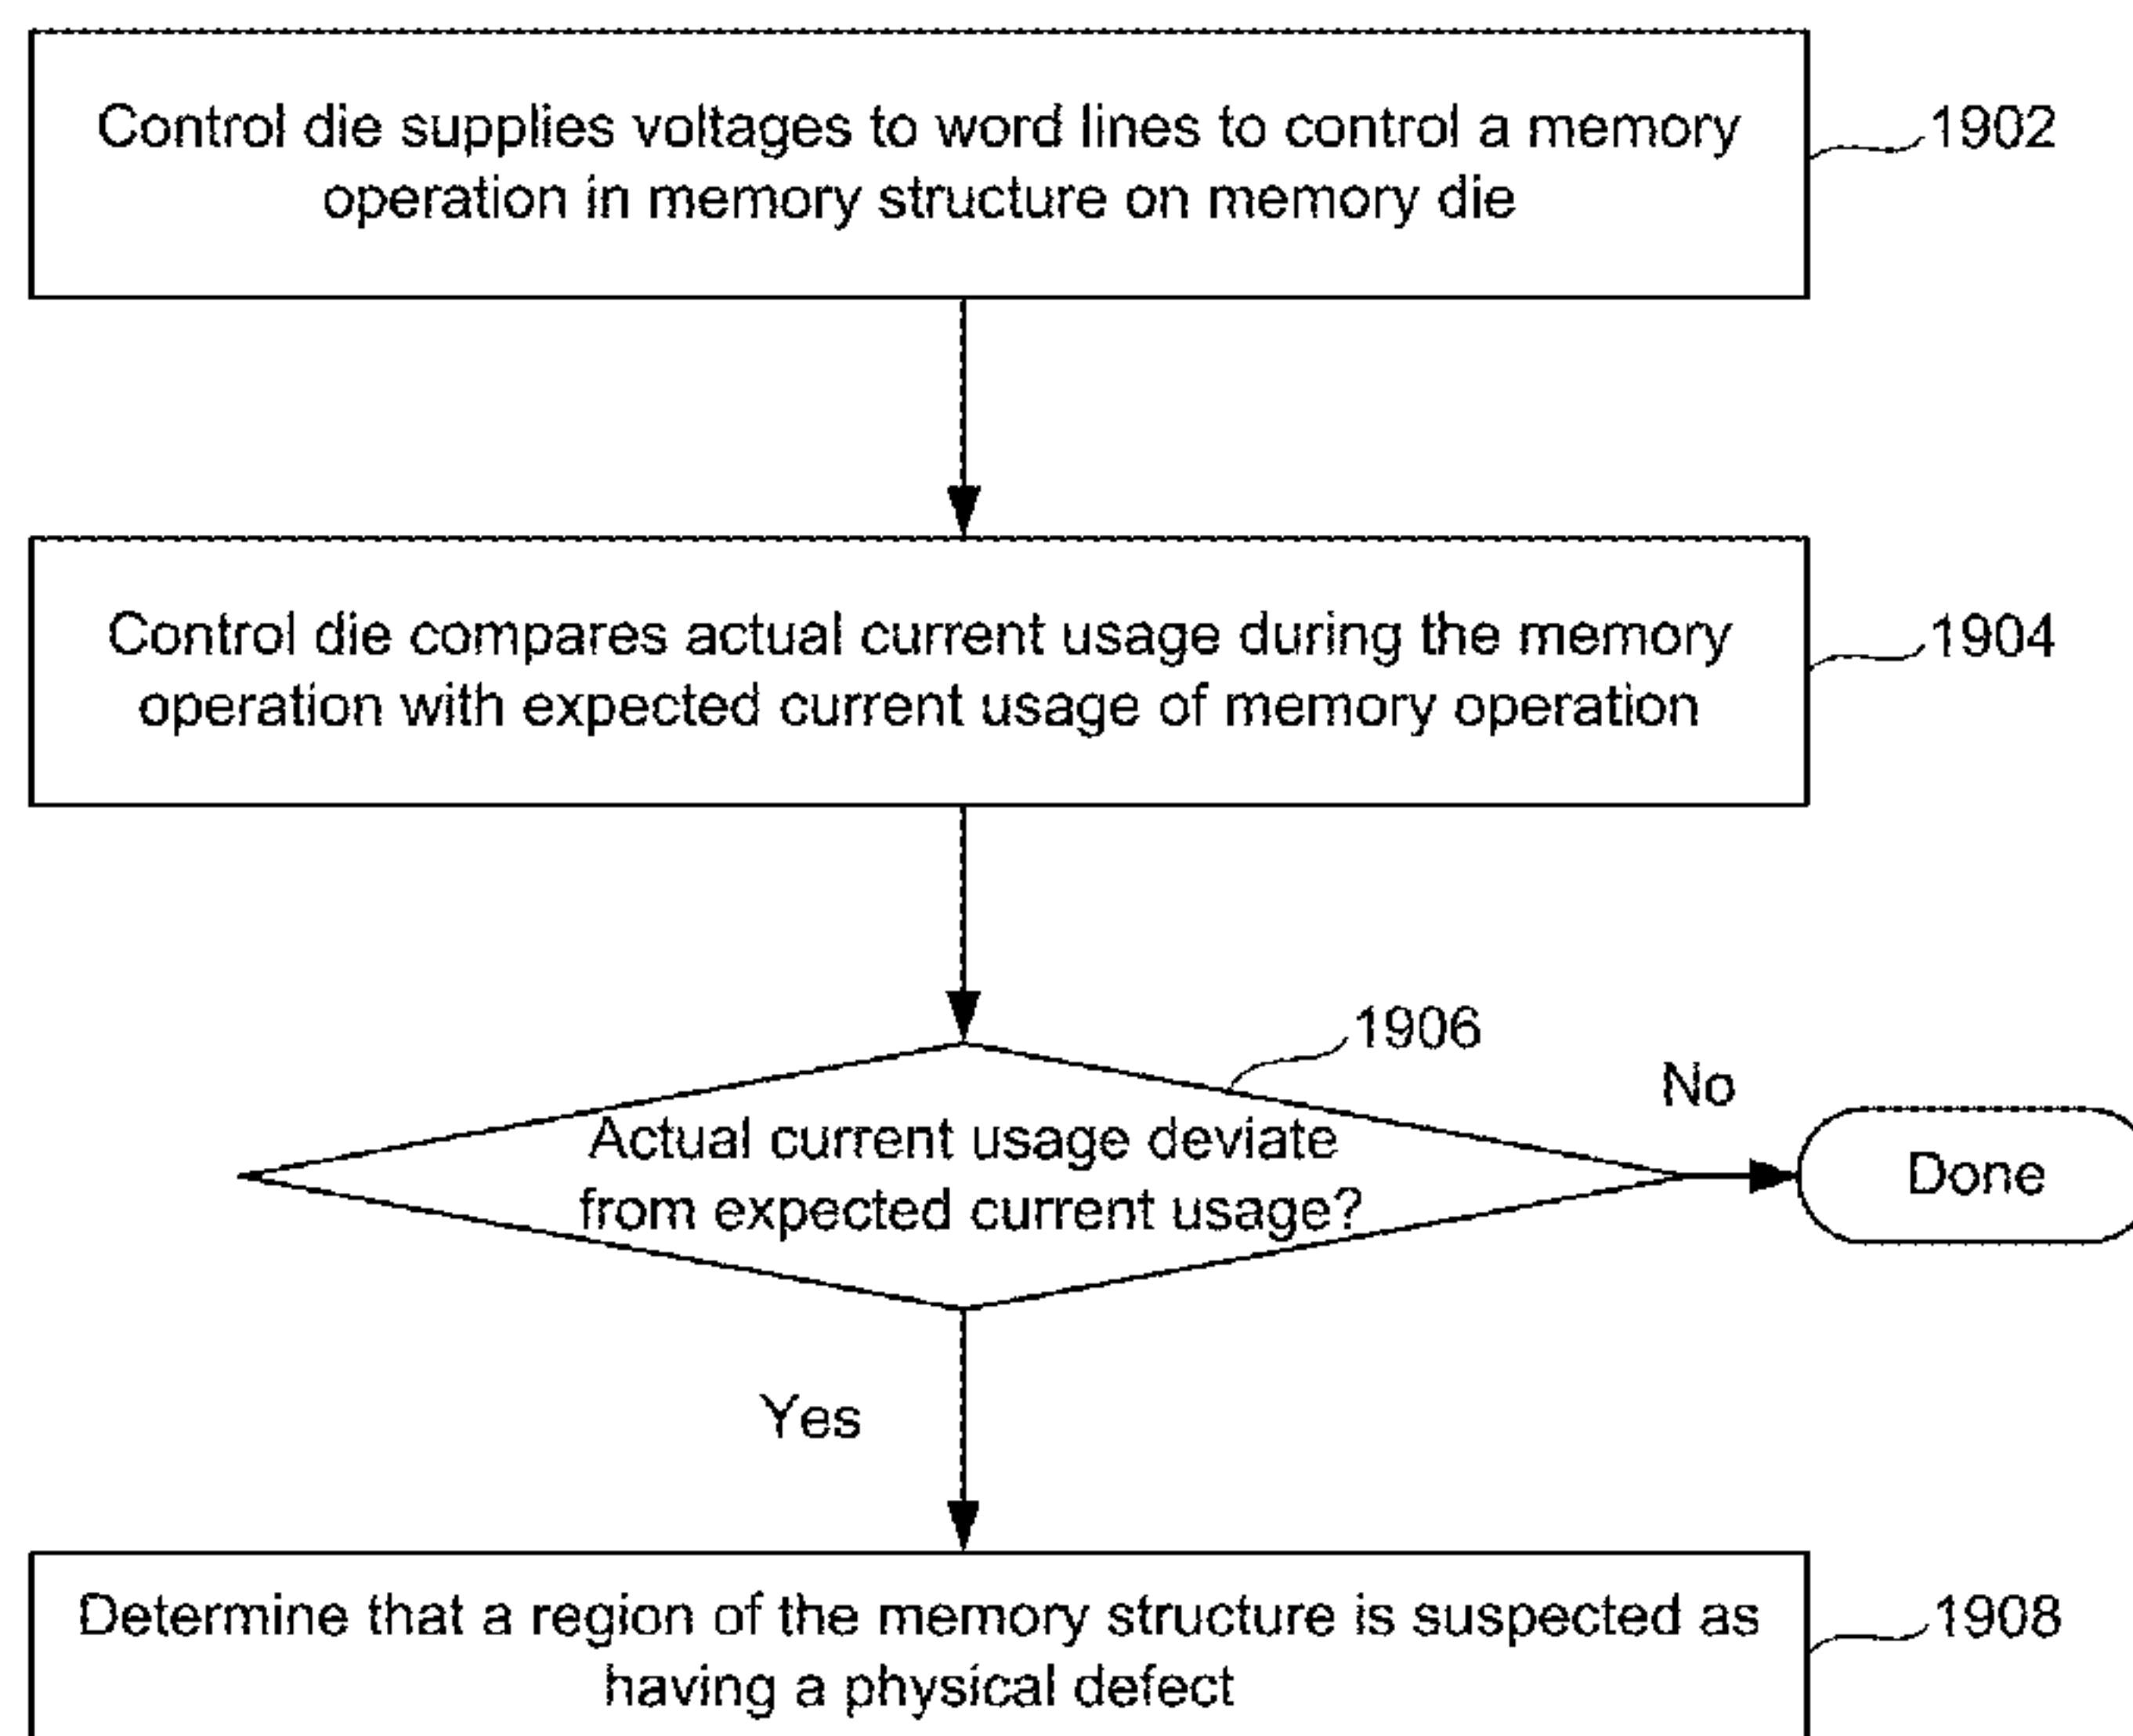 Control die supplies voltages to word lines to control a memory
operation in memory structure on memory die
1902
Control die compares actual current usage during the memory
operation with expected current usage of memory operation
1904
1906
Actual current usage deviate
from expected current usage?
No
Done
Yes
Determine that a region of the memory structure is suspected as
having a physical defect
1908